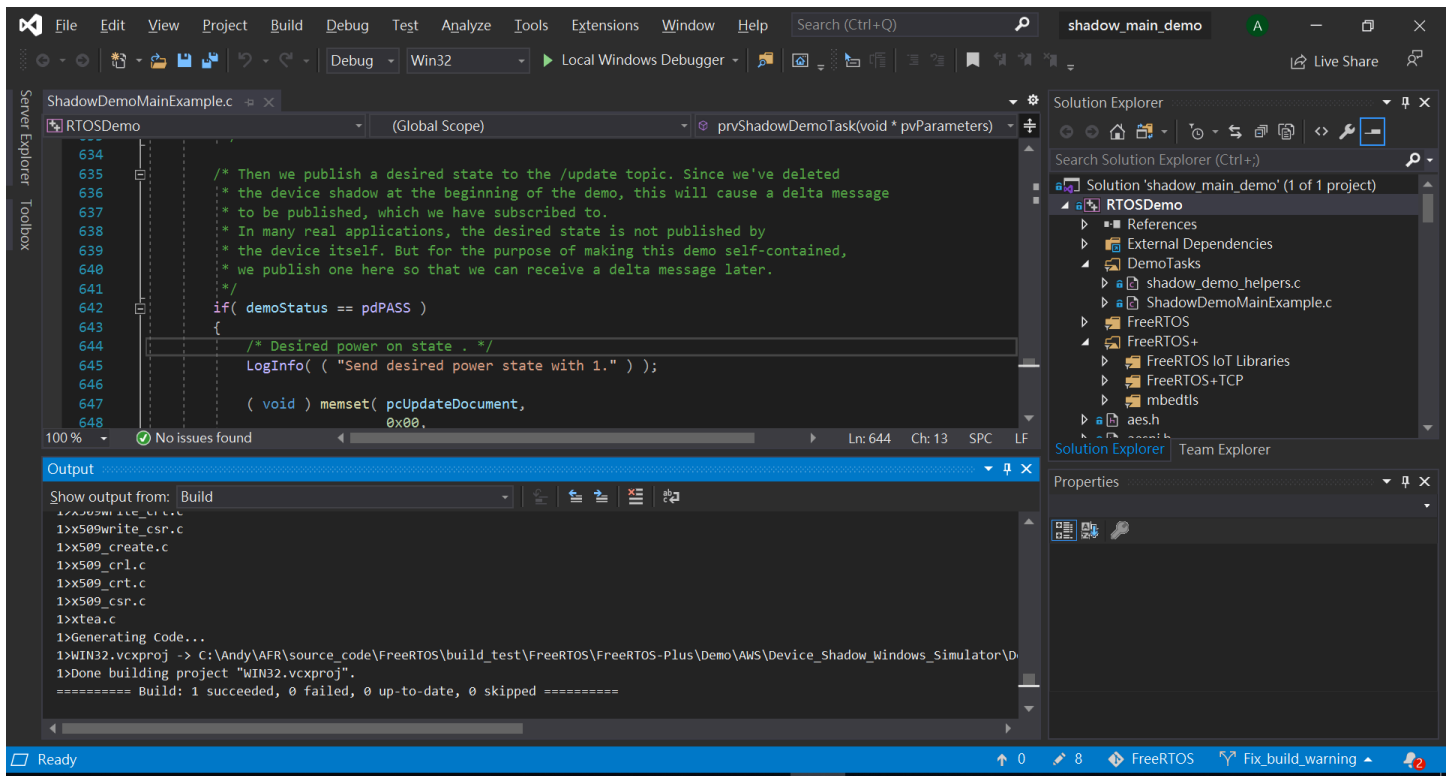 File Edit View Project Build Debug Test Analyze Tools Extensions Window Help Search (Ctrl+Q) shadow_main_demo A
Debug Win32 Local Windows Debugger Live Share
Server Explorer
Toolbox
ShadowDemoMainExample.c
RTOSDemo (Global Scope) prvShadowDemoTask(void * pvParameters)
634
635 /* Then we publish a desired state to the /update topic. Since we've deleted
636 * the device shadow at the beginning of the demo, this will cause a delta message
637 * to be published, which we have subscribed to.
638 * In many real applications, the desired state is not published by
639 * the device itself. But for the purpose of making this demo self-contained,
640 * we publish one here so that we can receive a delta message later.
641 */
642 if( demoStatus == pdPASS )
643 {
644 /* Desired power on state . */
645 LogInfo( ( "Send desired power state with 1." ) );
646
647 ( void ) memset( pcUpdateDocument,
648 0x00,
100 % No issues found Ln: 644 Ch: 13 SPC LF
Output
Show output from: Build
1>x509write_crt.c
1>x509write_csr.c
1>x509_create.c
1>x509_crl.c
1>x509_crt.c
1>x509_csr.c
1>xtea.c
1>Generating Code...
1>WIN32.vcxproj -> C:\Andy\AFR\source_code\FreeRTOS\build_test\FreeRTOS\FreeRTOS-Plus\Demo\AWS\Device_Shadow_Windows_Simulator\D
1>Done building project "WIN32.vcxproj".
========== Build: 1 succeeded, 0 failed, 0 up-to-date, 0 skipped ==========
Solution Explorer
Search Solution Explorer (Ctrl+;)
Solution 'shadow_main_demo' (1 of 1 project)
RTOSDemo
References
External Dependencies
DemoTasks
shadow_demo_helpers.c
ShadowDemoMainExample.c
FreeRTOS
FreeRTOS+
FreeRTOS IoT Libraries
FreeRTOS+TCP
mbedtls
aes.h
Solution Explorer Team Explorer
Properties
Ready 0 8 FreeRTOS Fix_build_warning 2